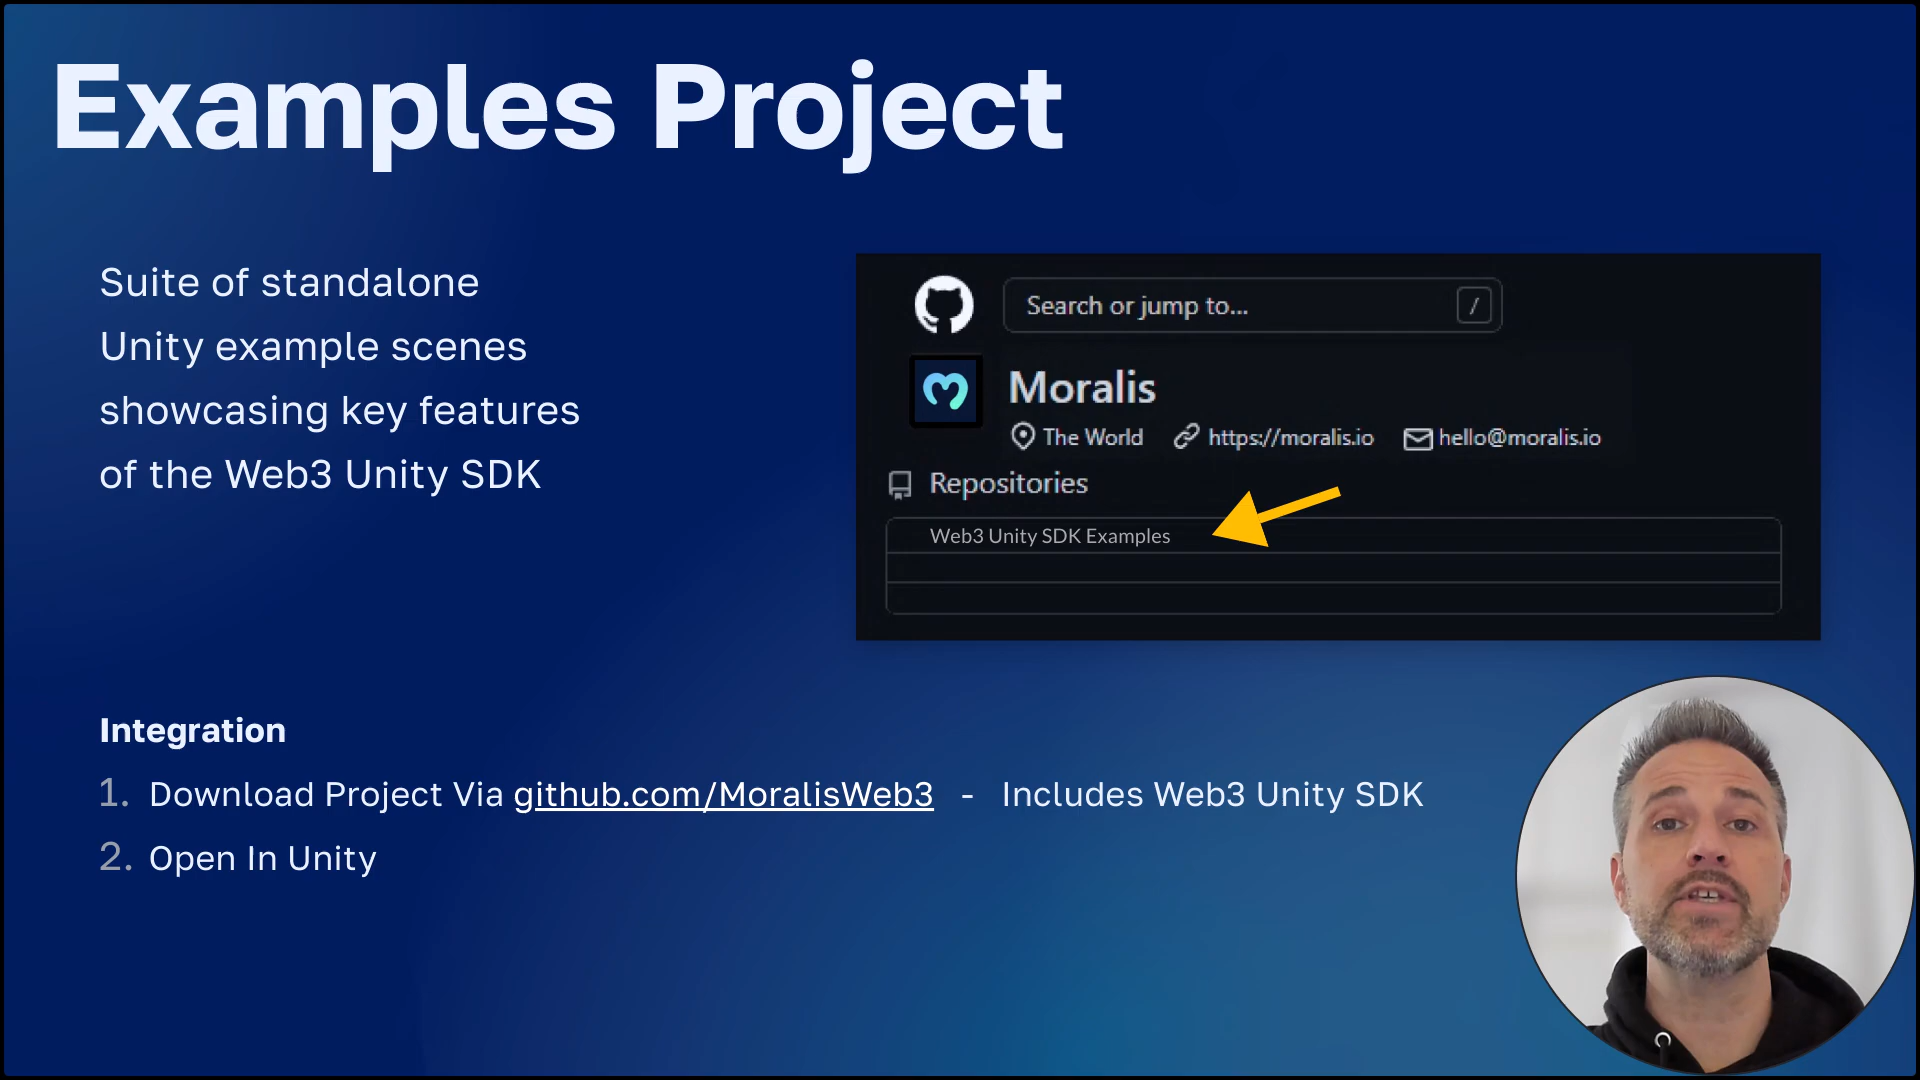 Examples Project
Suite of standalone
Unity example scenes
showcasing key features
of the Web3 Unity SDK
Search or jump to... /
Moralis
The World https://moralis.io hello@moralis.io
Repositories
Web3 Unity SDK Examples
Integration
1. Download Project Via github.com/MoralisWeb3 - Includes Web3 Unity SDK
2. Open In Unity